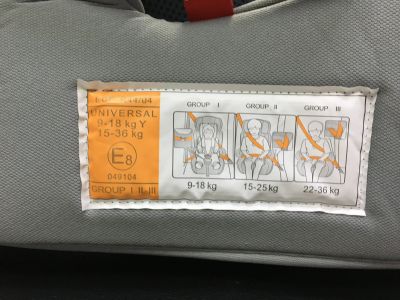 UNIVERSAL
9-18 kg Y
15-36 kg
E8
049104
GROUP I II III
GROUP I
GROUP II
GROUP III
9-18 kg
15-25 kg
22-36 kg